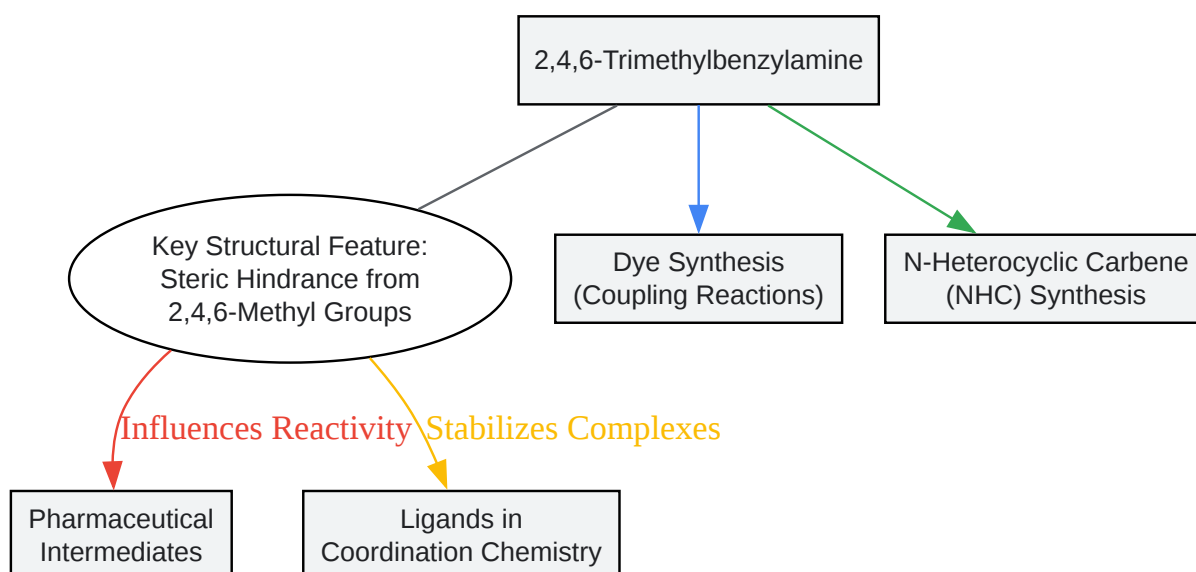 2,4,6-Trimethylbenzylamine
Key Structural Feature:
Steric Hindrance from
2,4,6-Methyl Groups
Dye Synthesis
(Coupling Reactions)
N-Heterocyclic Carbene
(NHC) Synthesis
Influences Reactivity
Stabilizes Complexes
Pharmaceutical
Intermediates
Ligands in
Coordination Chemistry